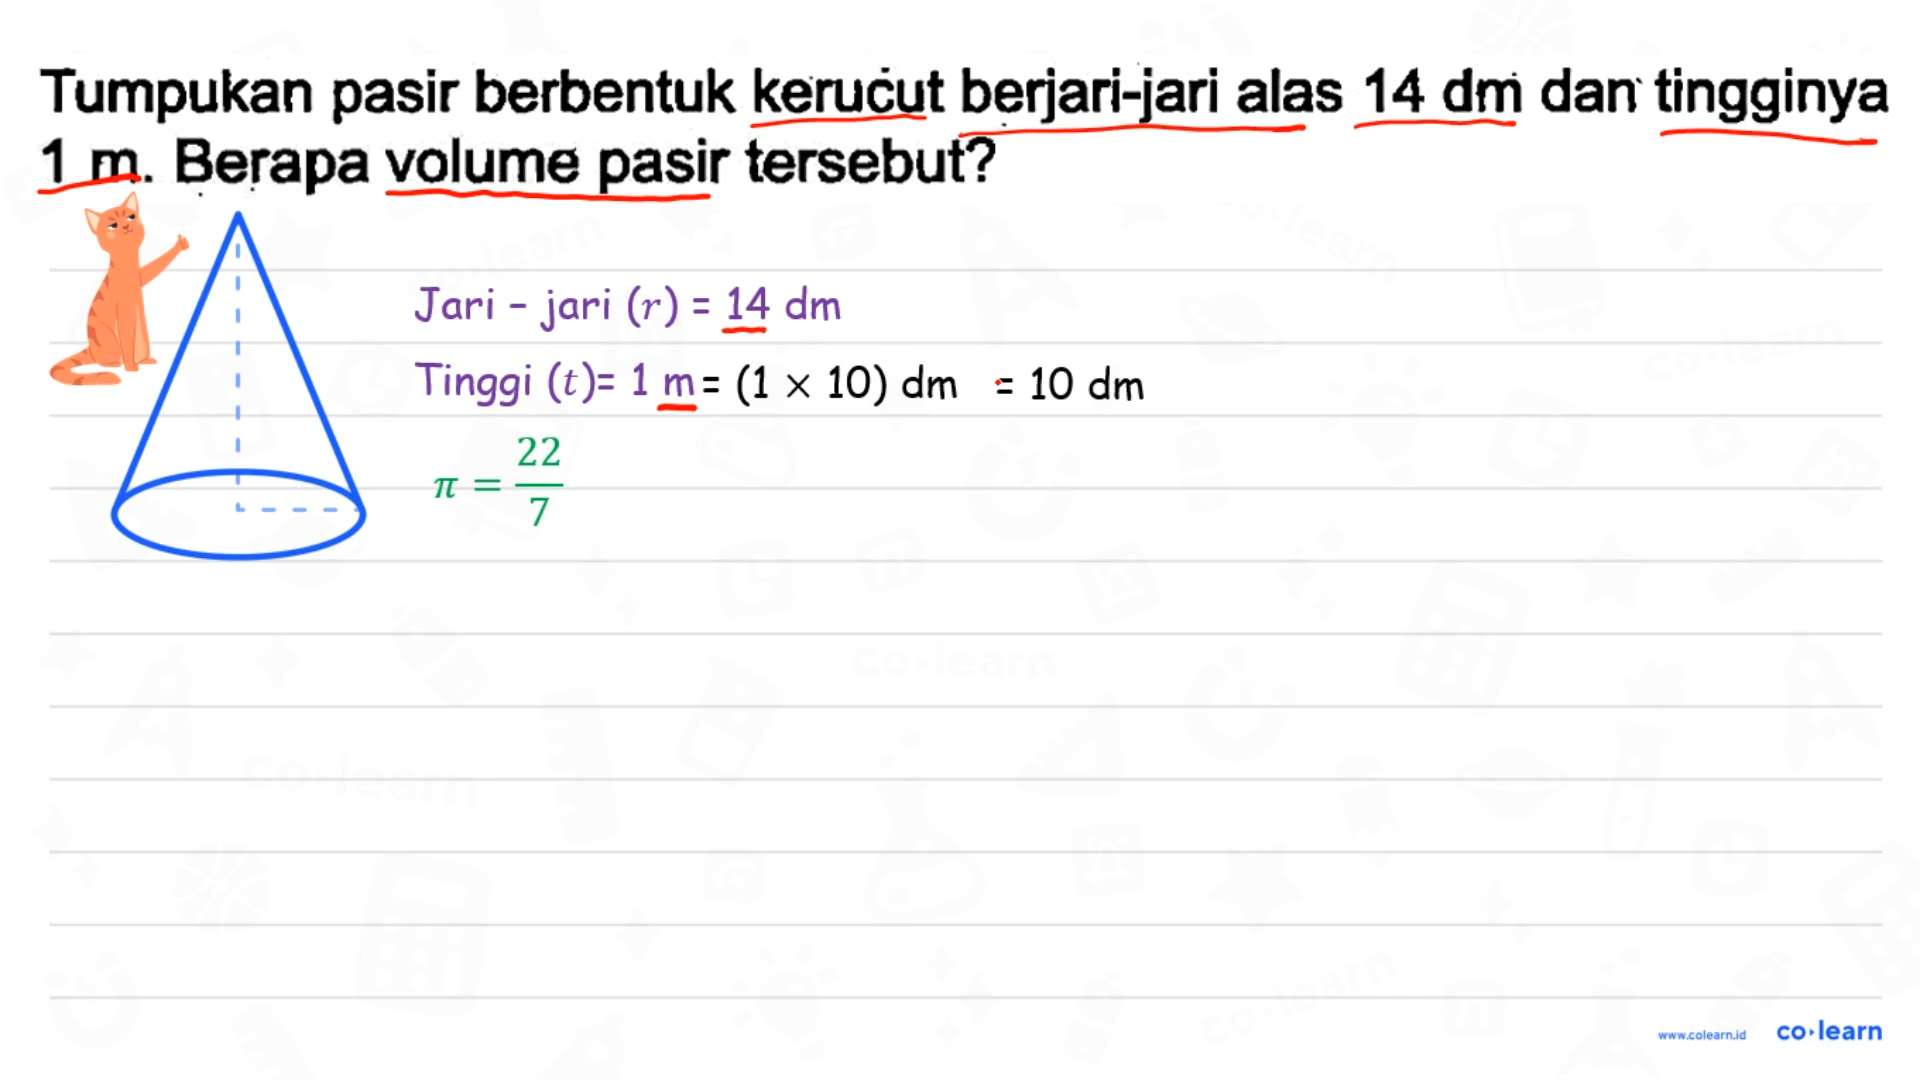 Tumpukan pasir berbentuk kerucut berjari-jari alas 14 dm dan tingginya
1 m. Berapa volume pasir tersebut?
Jari – jari (r) = 14 dm
Tinggi (t)= 1 m = (1 × 10) dm = 10 dm
π = 22/7
www.colearn.id co·learn